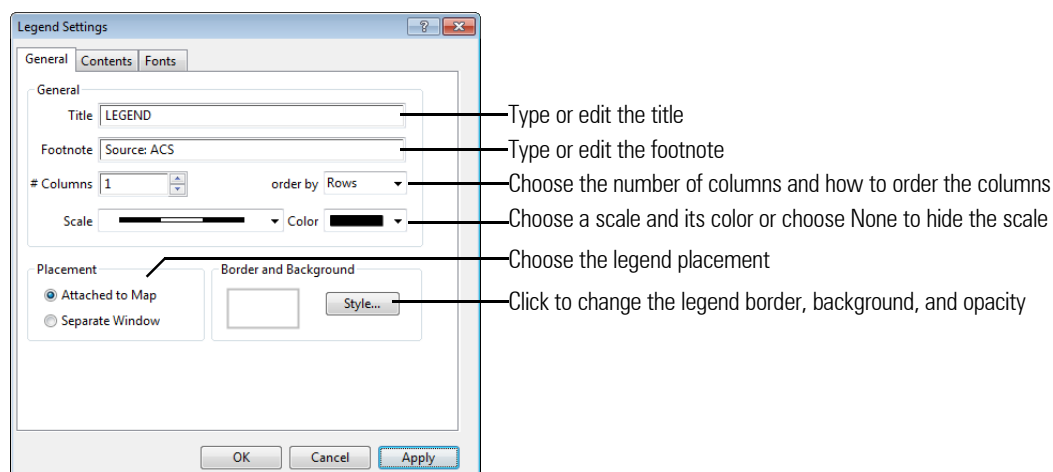 Legend Settings
General Contents Fonts
General
Title LEGEND Type or edit the title
Footnote Source: ACS Type or edit the footnote
# Columns 1 order by Rows Choose the number of columns and how to order the columns
Scale Color Choose a scale and its color or choose None to hide the scale
Placement Border and Background Choose the legend placement
Attached to Map Style... Click to change the legend border, background, and opacity
Separate Window
OK Cancel Apply